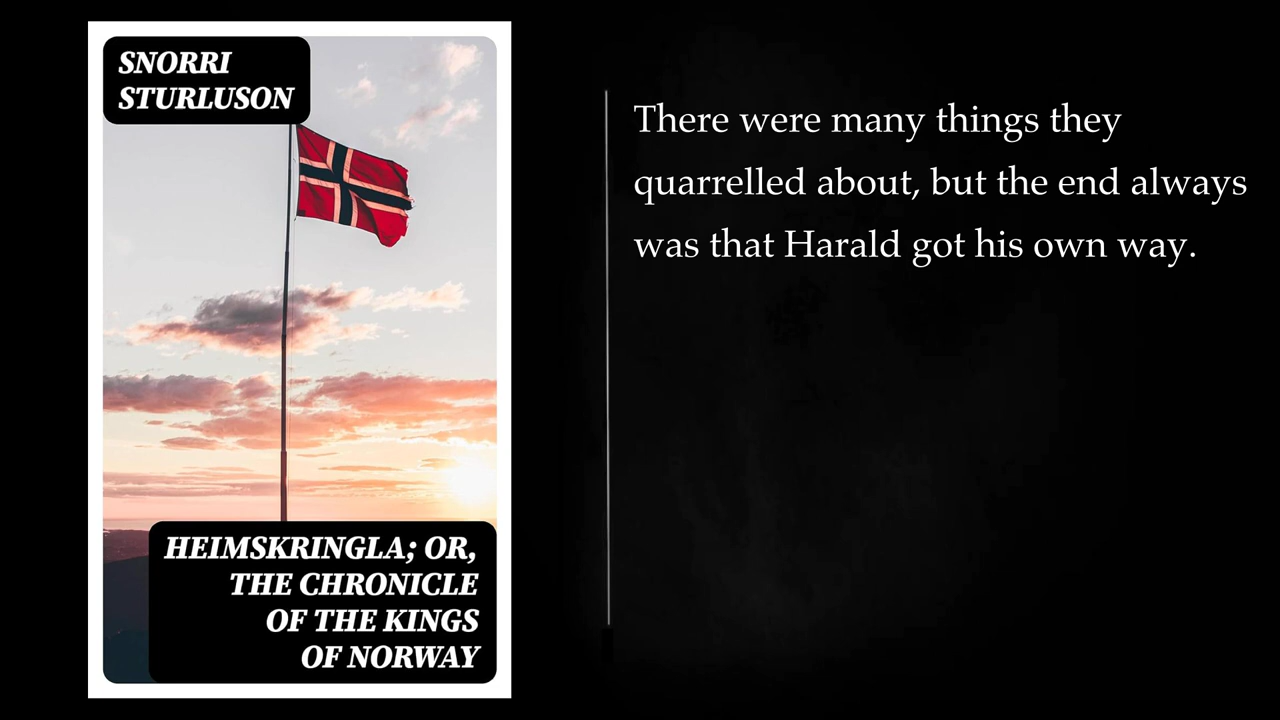 SNORRI
STURLUSON
HEIMSKRINGLA; OR,
THE CHRONICLE
OF THE KINGS
OF NORWAY
There were many things they
quarrelled about, but the end always
was that Harald got his own way.